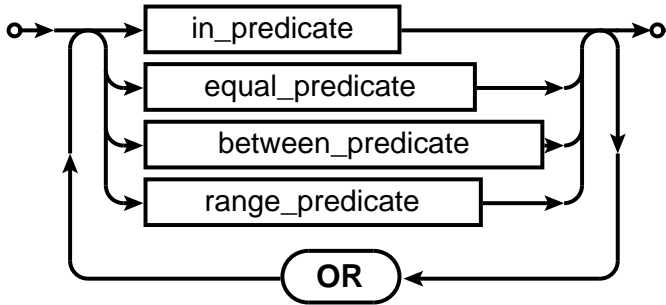 in_predicate
equal_predicate
between_predicate
range_predicate
OR